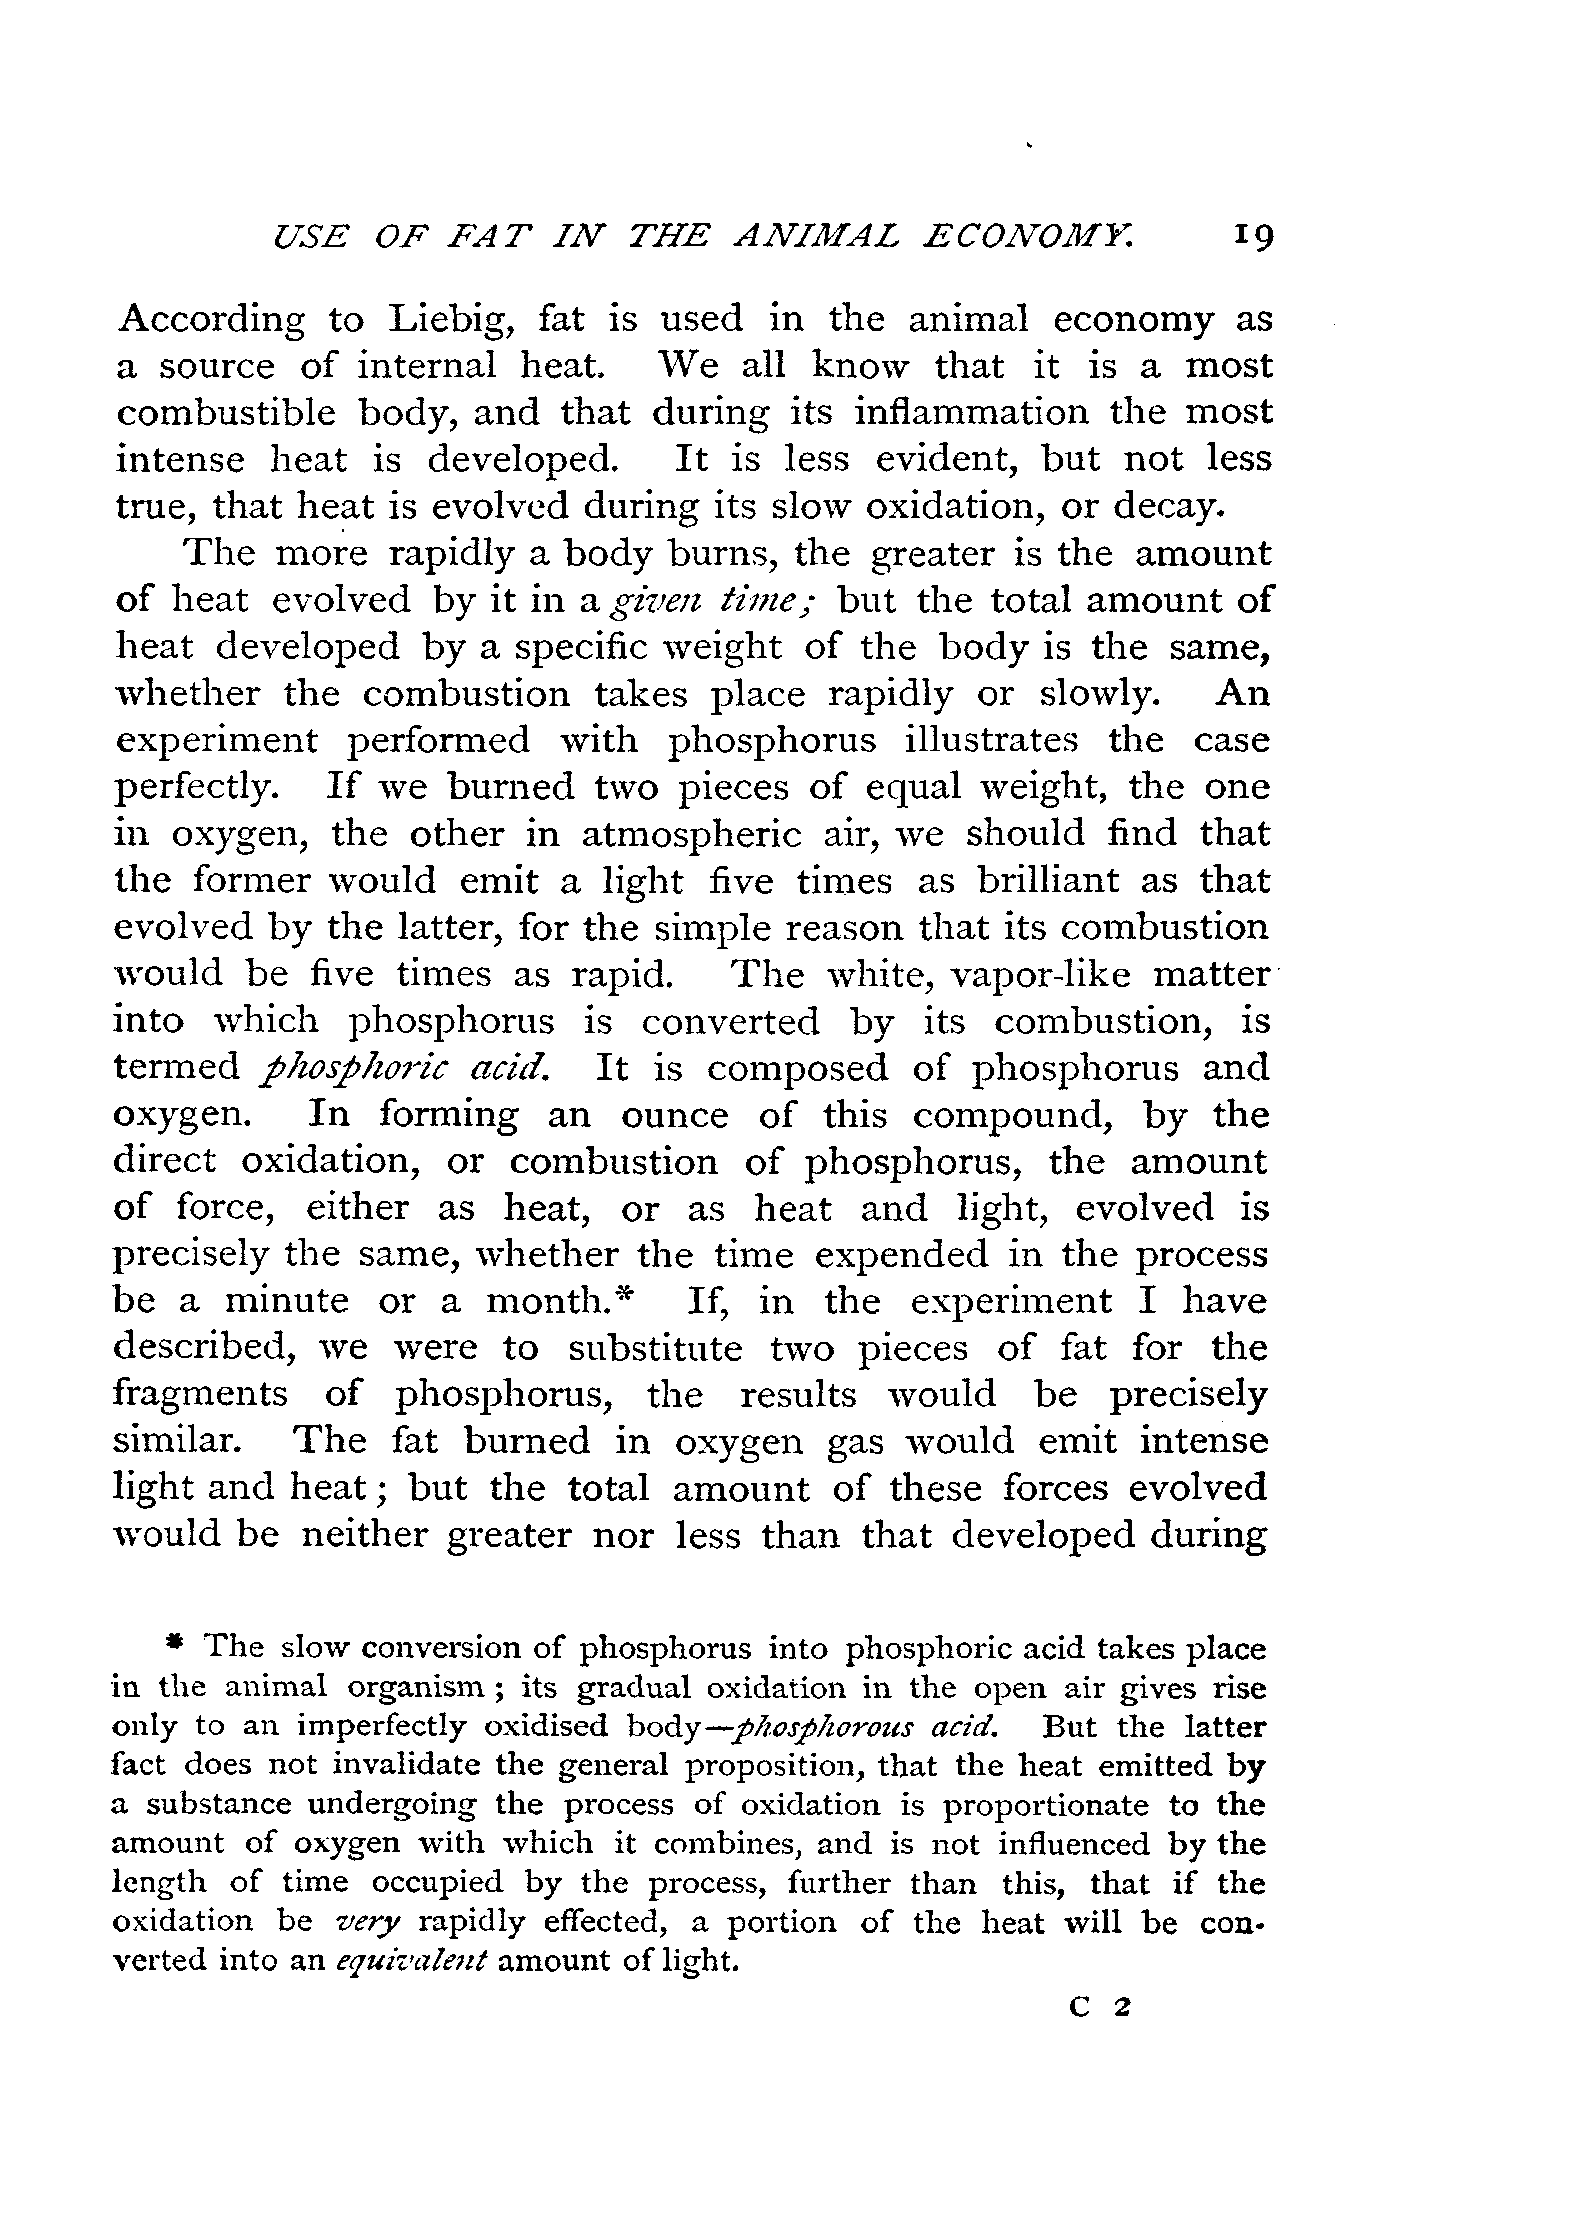 USE OF FAT IN THE ANIMAL ECONOMY. 19
According to Liebig, fat is used in the animal economy as
a source of internal heat. We all know that it is a most
combustible body, and that during its inflammation the most
intense heat is developed. It is less evident, but not less
true, that heat is evolved during its slow oxidation, or decay.
The more rapidly a body burns, the greater is the amount
of heat evolved by it in a given time; but the total amount of
heat developed by a specific weight of the body is the same,
whether the combustion takes place rapidly or slowly. An
experiment performed with phosphorus illustrates the case
perfectly. If we burned two pieces of equal weight, the one
in oxygen, the other in atmospheric air, we should find that
the former would emit a light five times as brilliant as that
evolved by the latter, for the simple reason that its combustion
would be five times as rapid. The white, vapor-like matter
into which phosphorus is converted by its combustion, is
termed phosphoric acid. It is composed of phosphorus and
oxygen. In forming an ounce of this compound, by the
direct oxidation, or combustion of phosphorus, the amount
of force, either as heat, or as heat and light, evolved is
precisely the same, whether the time expended in the process
be a minute or a month.* If, in the experiment I have
described, we were to substitute two pieces of fat for the
fragments of phosphorus, the results would be precisely
similar. The fat burned in oxygen gas would emit intense
light and heat; but the total amount of these forces evolved
would be neither greater nor less than that developed during
* The slow conversion of phosphorus into phosphoric acid takes place
in the animal organism; its gradual oxidation in the open air gives rise
only to an imperfectly oxidised body—phosphorous acid. But the latter
fact does not invalidate the general proposition, that the heat emitted by
a substance undergoing the process of oxidation is proportionate to the
amount of oxygen with which it combines, and is not influenced by the
length of time occupied by the process, further than this, that if the
oxidation be very rapidly effected, a portion of the heat will be con-
verted into an equivalent amount of light.
C 2